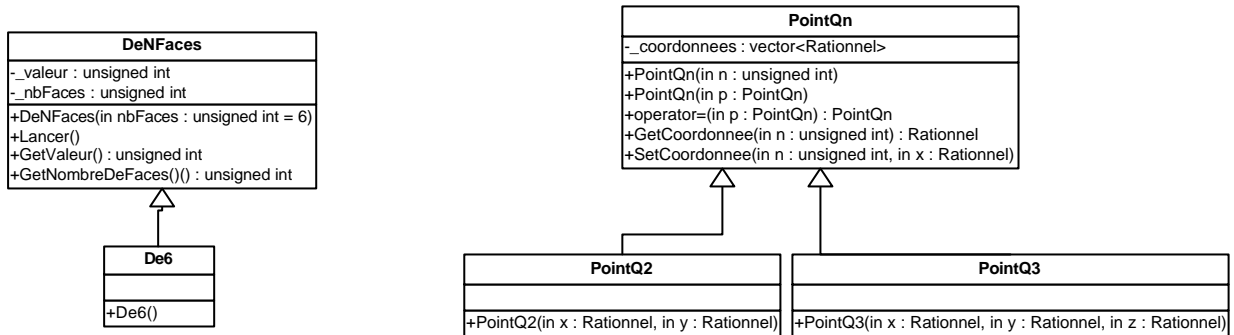 DeNFaces
-_valeur : unsigned int
-_nbFaces : unsigned int
+DeNFaces(in nbFaces : unsigned int = 6)
+Lancer()
+GetValeur() : unsigned int
+GetNombreDeFaces()() : unsigned int
De6
+De6()
PointQn
-_coordonnees : vector<Rationnel>
+PointQn(in n : unsigned int)
+PointQn(in p : PointQn)
+operator=(in p : PointQn) : PointQn
+GetCoordonnee(in n : unsigned int) : Rationnel
+SetCoordonnee(in n : unsigned int, in x : Rationnel)
PointQ2
+PointQ2(in x : Rationnel, in y : Rationnel)
PointQ3
+PointQ3(in x : Rationnel, in y : Rationnel, in z : Rationnel)